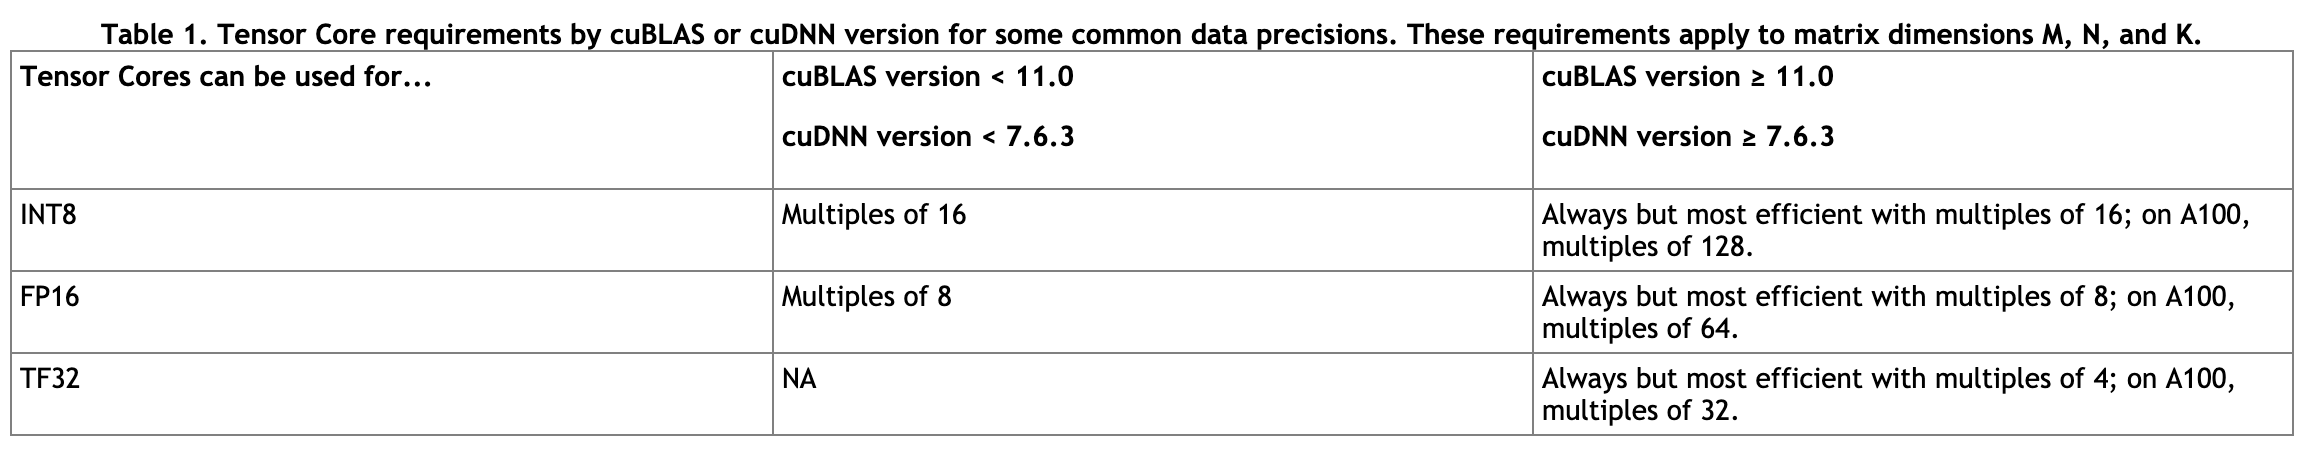 Table 1. Tensor Core requirements by cuBLAS or cuDNN version for some common data precisions. These requirements apply to matrix dimensions M, N, and K.
Tensor Cores can be used for...
cuBLAS version < 11.0
cuDNN version < 7.6.3
cuBLAS version ≥ 11.0
cuDNN version ≥ 7.6.3
INT8
Multiples of 16
Always but most efficient with multiples of 16; on A100,
multiples of 128.
FP16
Multiples of 8
Always but most efficient with multiples of 8; on A100,
multiples of 64.
TF32
NA
Always but most efficient with multiples of 4; on A100,
multiples of 32.